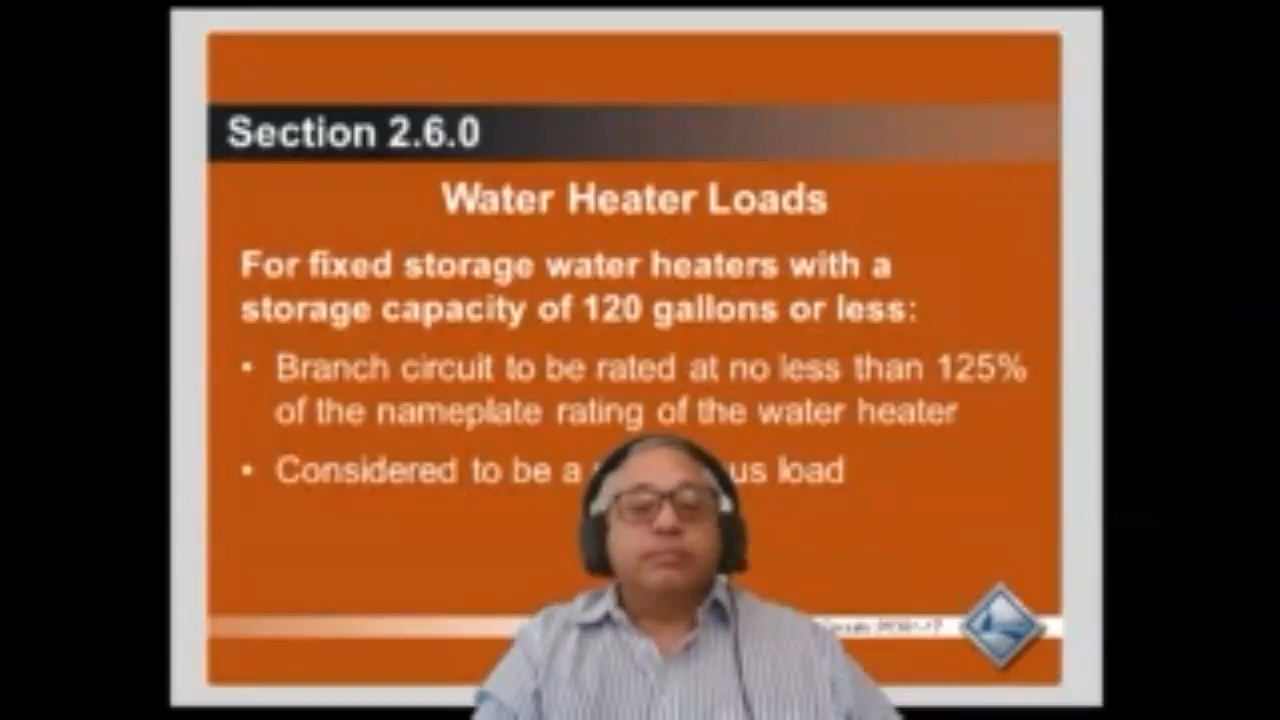 Section 2.6.0
Water Heater Loads
For fixed storage water heaters with a
storage capacity of 120 gallons or less:
• Branch circuit to be rated at no less than 125%
of the nameplate rating of the water heater
• Considered to be a us load